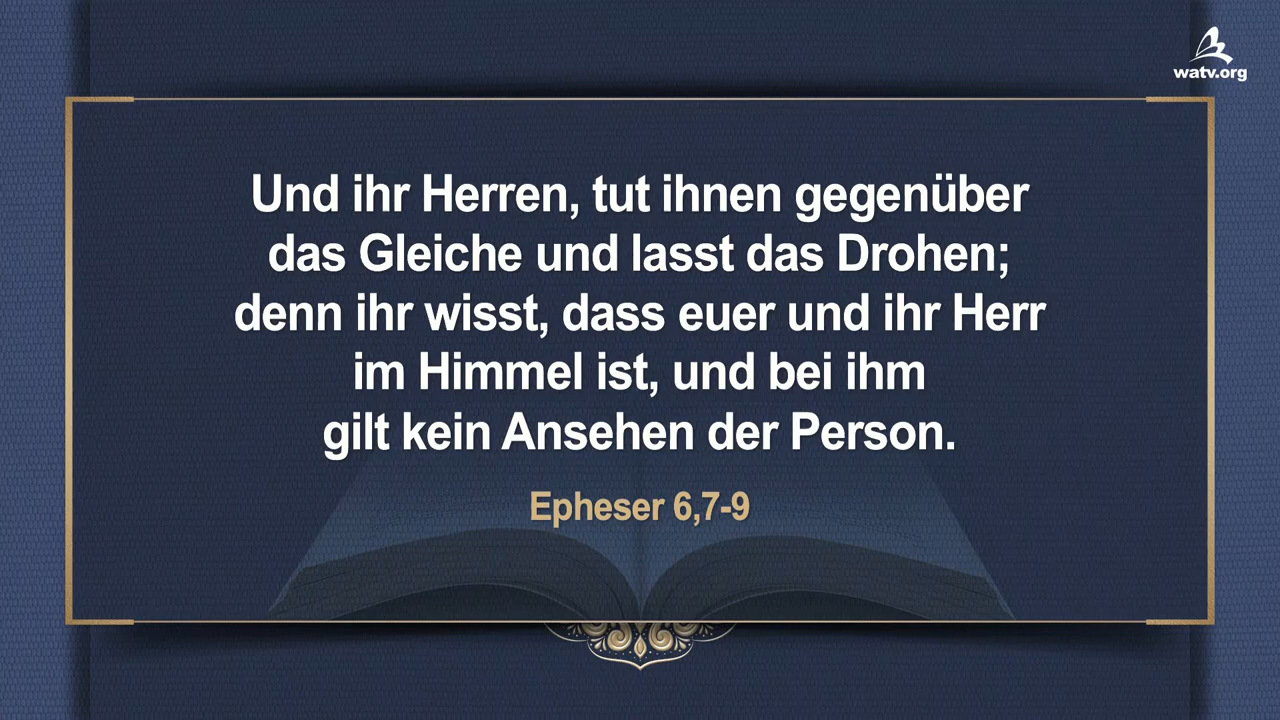 watv.org
Und ihr Herren, tut ihnen gegenüber
das Gleiche und lasst das Drohen;
denn ihr wisst, dass euer und ihr Herr
im Himmel ist, und bei ihm
gilt kein Ansehen der Person.
Epheser 6,7-9